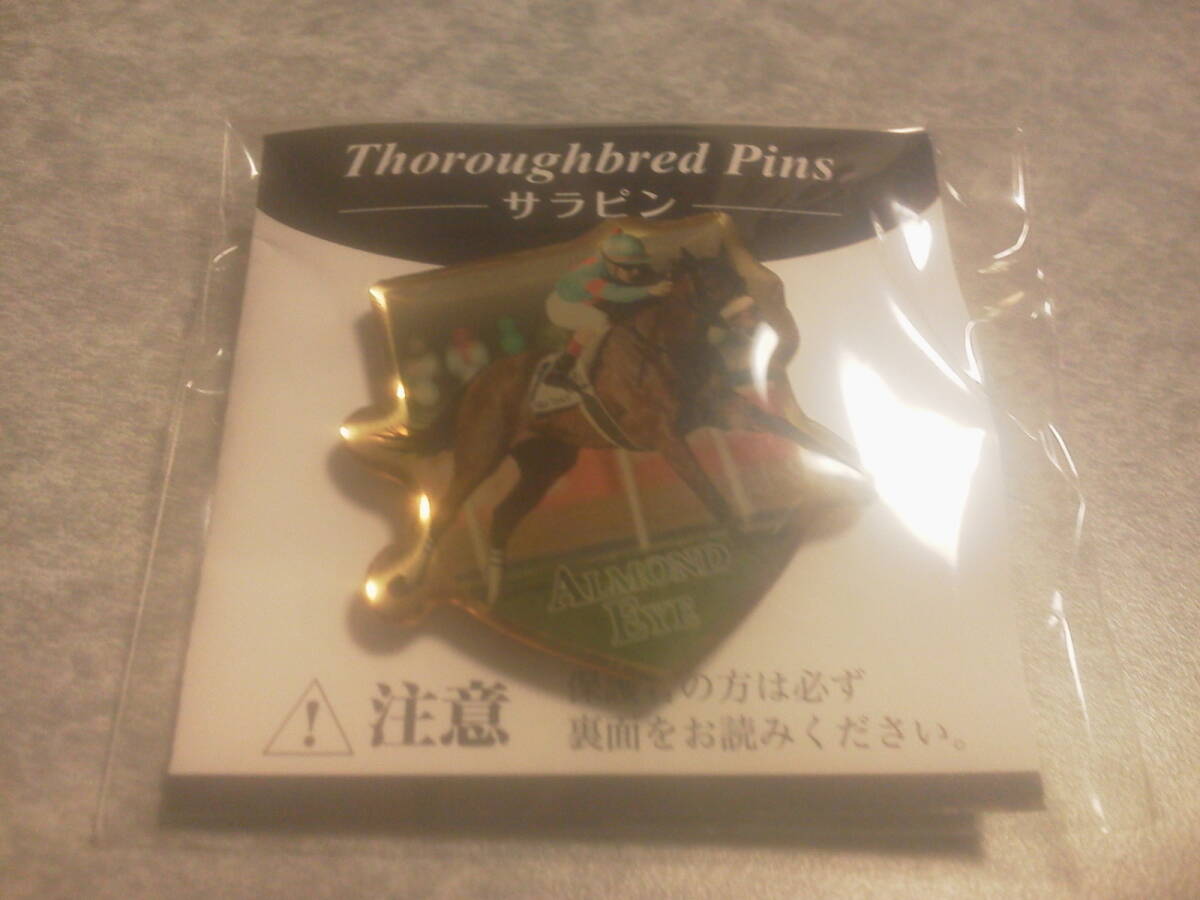 Thoroughbred Pins
サラピン
ALMOND
EYE
注意
の方は必ず
裏面をお読みください。